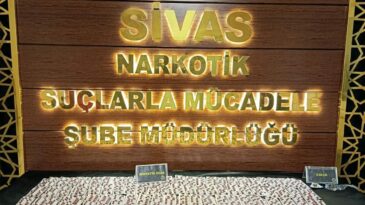 SİVAS
NARKOTİK
SUÇLARLA MÜCADELE
ŞUBE MÜDÜRLÜĞÜ